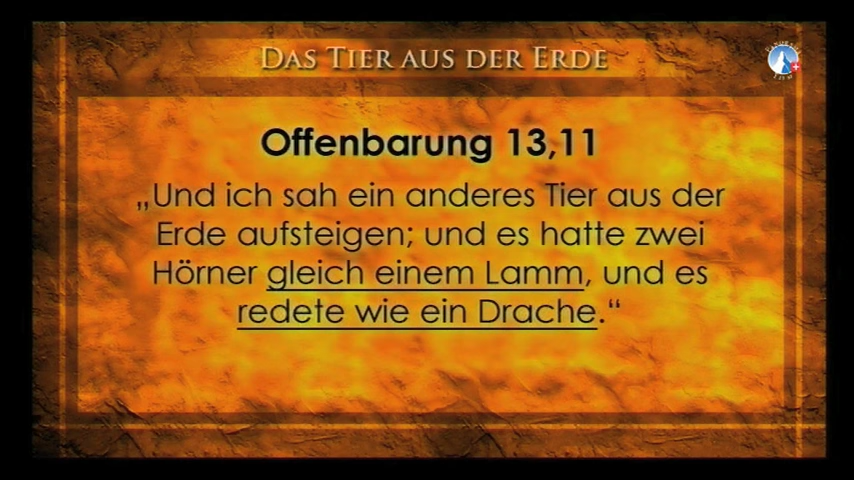 DAS TIER AUS DER ERDE
Offenbarung 13,11
„Und ich sah ein anderes Tier aus der
Erde aufsteigen; und es hatte zwei
Hörner gleich einem Lamm, und es
redete wie ein Drache.“